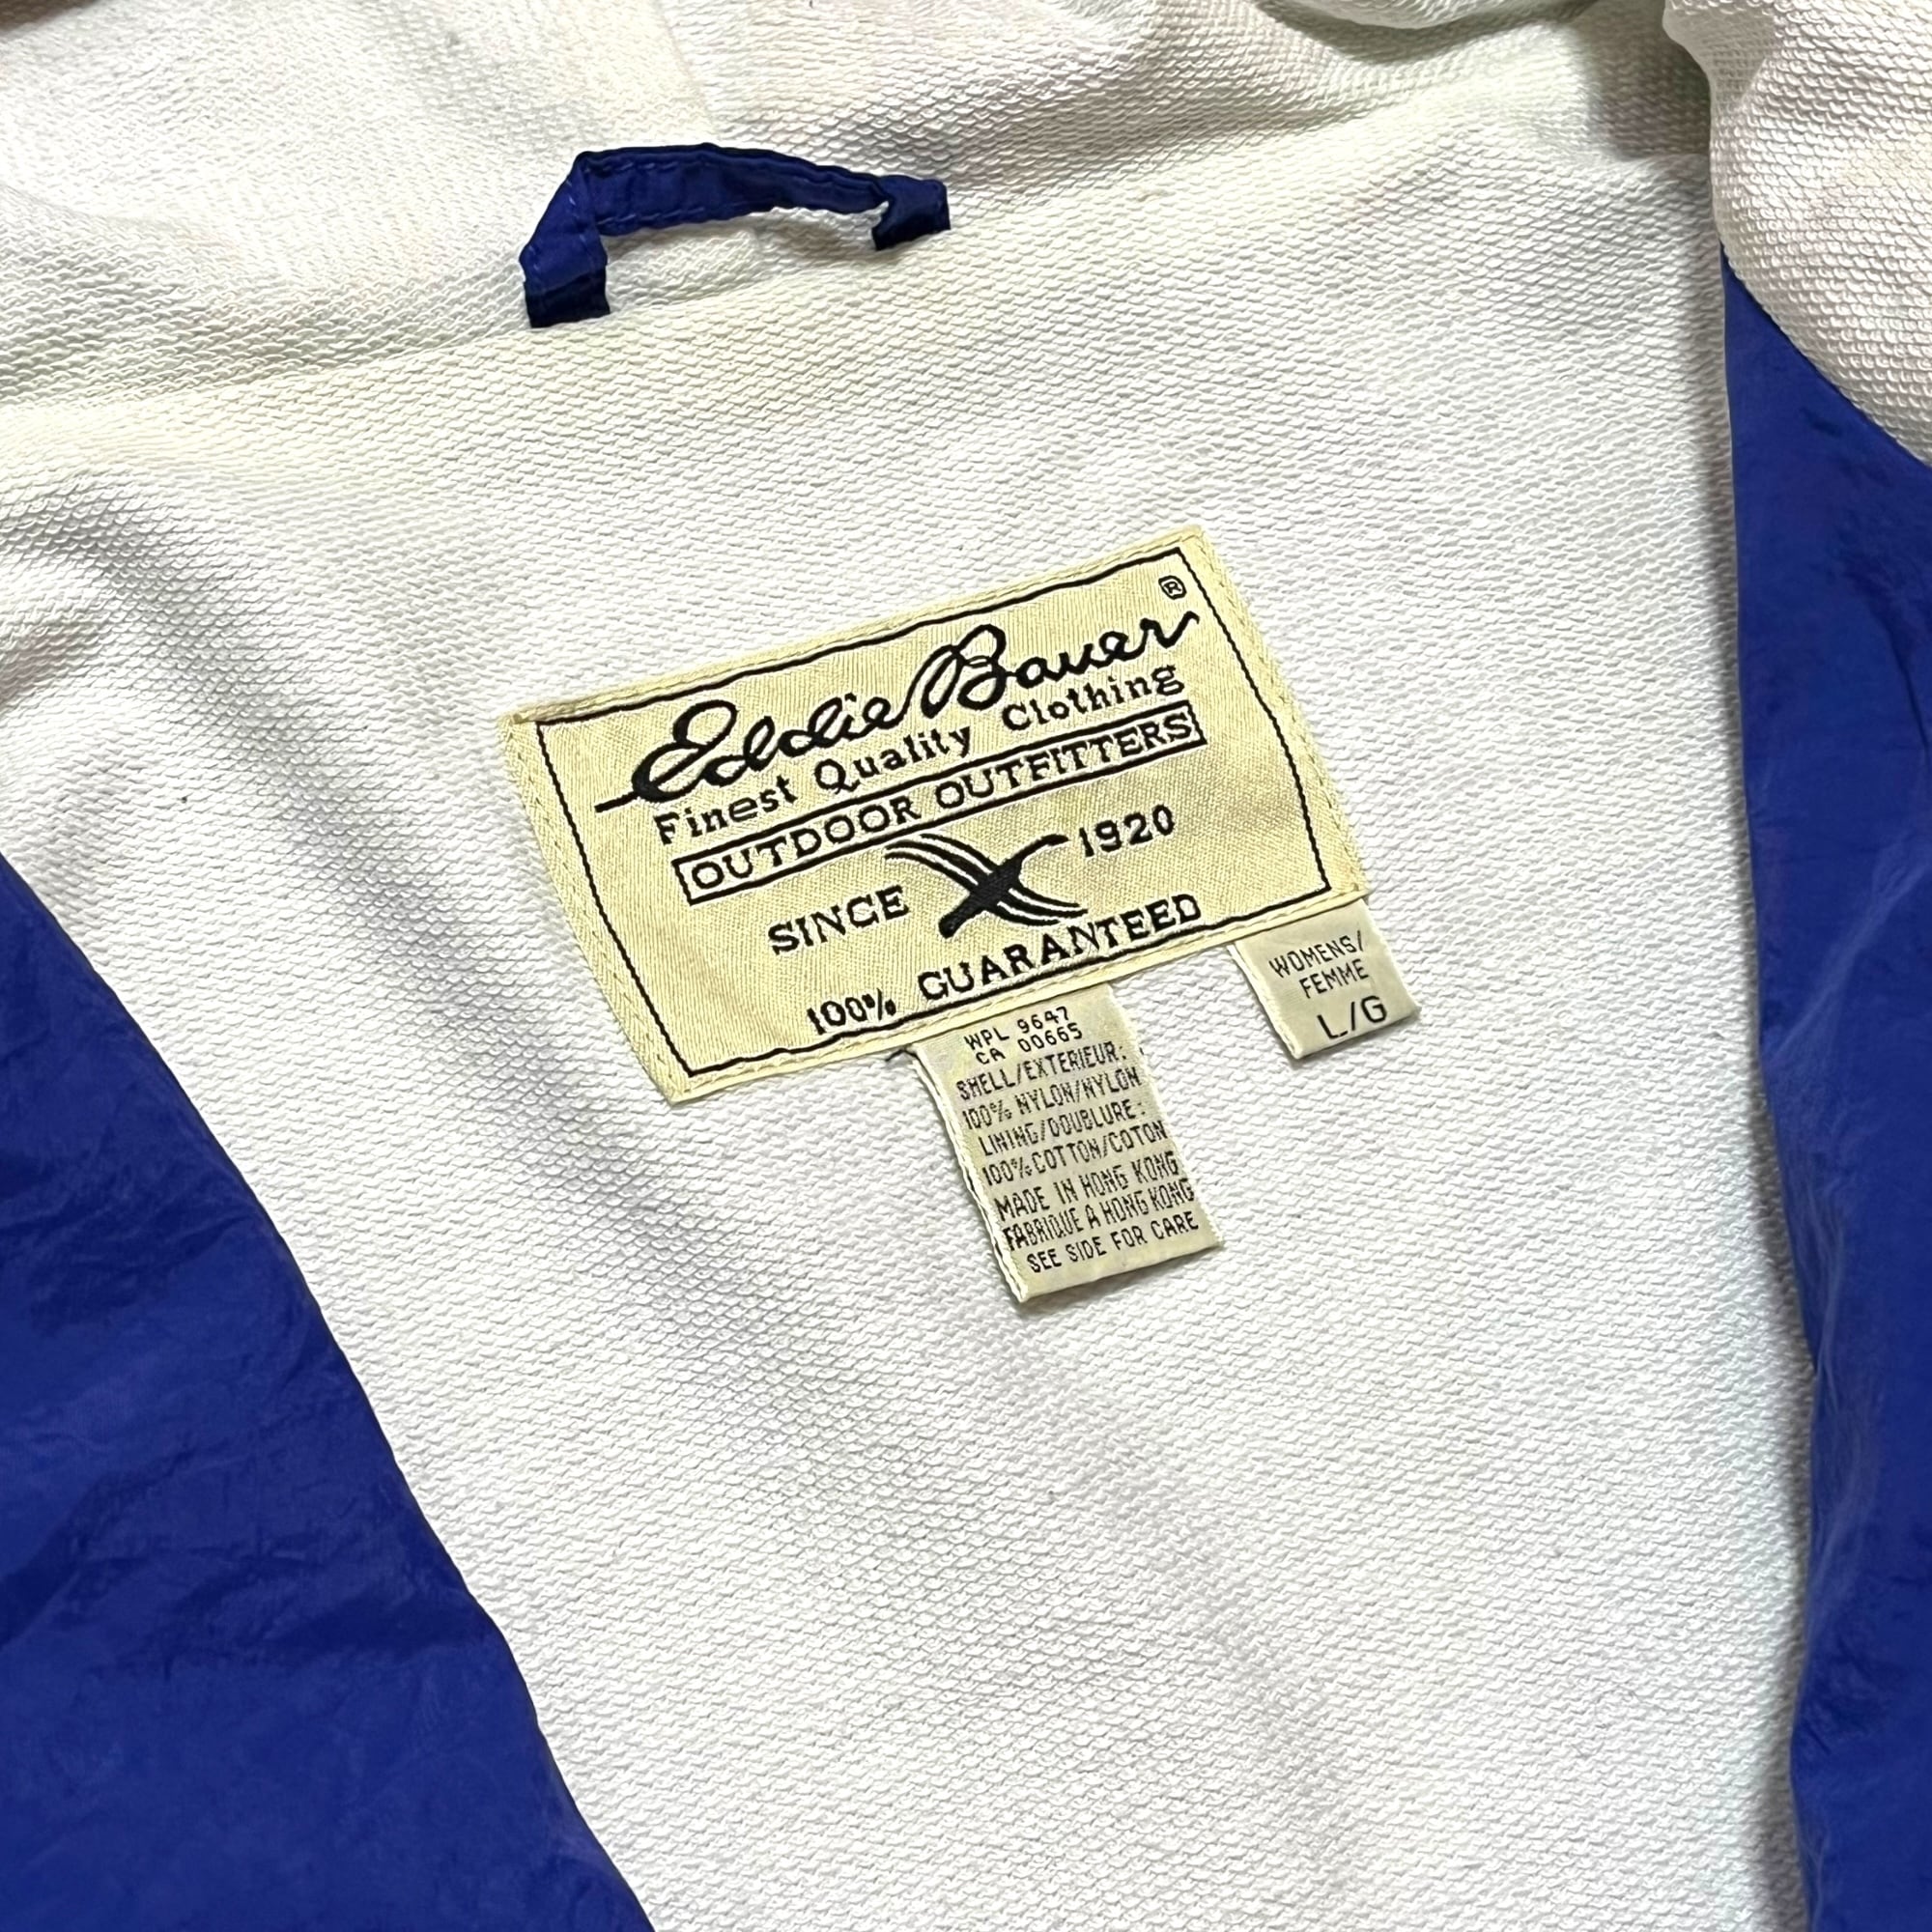 Eddie Bauer®
Finest Quality Clothing
OUTDOOR OUTFITTERS
SINCE 1920
100% GUARANTEED
WOMENS/
FEMME
L/G
WPL 9647
CA 00665
SHELL/EXTERIEUR:
100% NYLON/NYLON
LINING/DOUBLURE:
100% COTTON/COTON
MADE IN HONG KONG
FABRIQUE A HONG KONG
SEE SIDE FOR CARE